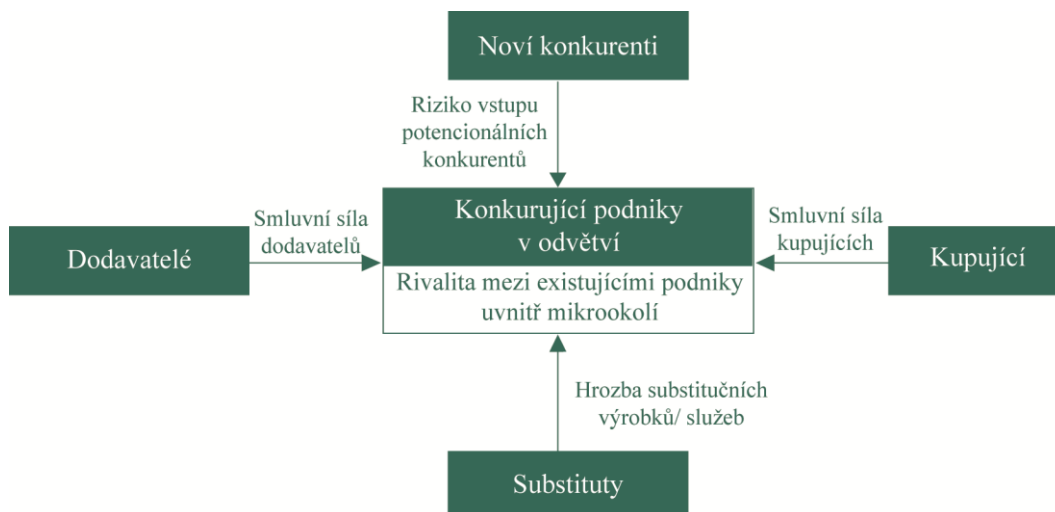 Noví konkurenti
Riziko vstupu
potencionálních
konkurentů
Konkurující podniky
v odvětví
Rivalita mezi existujícími podniky
uvnitř mikrookolí
Dodavatelé
Smluvní síla
dodavatelů
Smluvní síla
kupujících
Kupující
Hrozba substitučních
výrobků/ služeb
Substituty